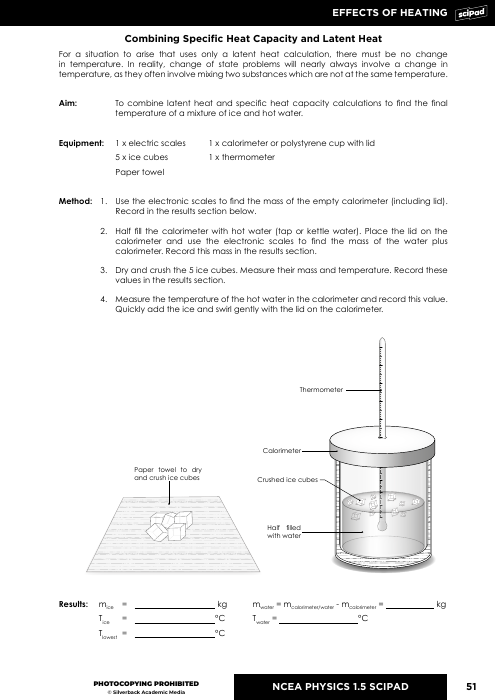 EFFECTS OF HEATING scipad
Combining Specific Heat Capacity and Latent Heat
For a situation to arise that uses only a latent heat calculation, there must be no change
in temperature. In reality, change of state problems will nearly always involve a change in
temperature, as they often involve mixing two substances which are not at the same temperature.
Aim: To combine latent heat and specific heat capacity calculations to find the final
temperature of a mixture of ice and hot water.
Equipment: 1 x electric scales 1 x calorimeter or polystyrene cup with lid
5 x ice cubes 1 x thermometer
Paper towel
Method: 1. Use the electronic scales to find the mass of the empty calorimeter (including lid).
Record in the results section below.
2. Half fill the calorimeter with hot water (tap or kettle water). Place the lid on the
calorimeter and use the electronic scales to find the mass of the water plus
calorimeter. Record this mass in the results section.
3. Dry and crush the 5 ice cubes. Measure their mass and temperature. Record these
values in the results section.
4. Measure the temperature of the hot water in the calorimeter and record this value.
Quickly add the ice and swirl gently with the lid on the calorimeter.
Thermometer
Calorimeter
Paper towel to dry
and crush ice cubes
Crushed ice cubes
Half filled
with water
Results: m ice = kg m water = m calorimeter/water - m calorimeter = kg
T ice = °C T water = °C
T lowest = °C
PHOTOCOPYING PROHIBITED
© Silverback Academic Media
NCEA PHYSICS 1.5 SCIPAD 51